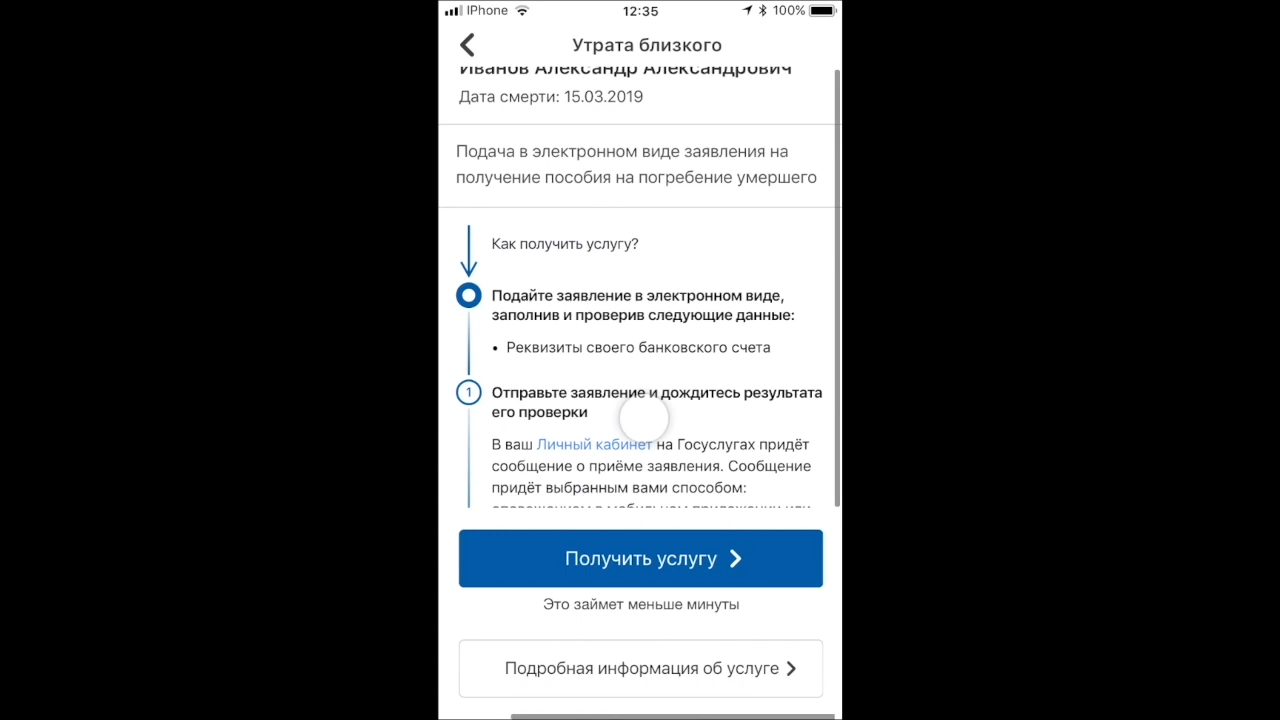 IPhone 12:35 100%
Утрата близкого
Иванов Александр Александрович
Дата смерти: 15.03.2019
Подача в электронном виде заявления на
получение пособия на погребение умершего
Как получить услугу?
Подайте заявление в электронном виде,
заполнив и проверив следующие данные:
• Реквизиты своего банковского счета
1 Отправьте заявление и дождитесь результата
его проверки
В ваш Личный кабинет на Госуслугах придёт
сообщение о приёме заявления. Сообщение
придёт выбранным вами способом:
Получить услугу
Это займет меньше минуты
Подробная информация об услуге